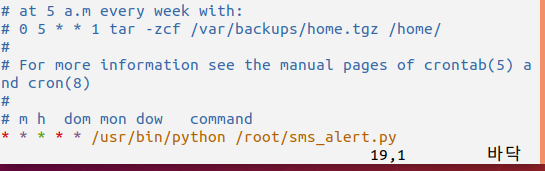 # at 5 a.m every week with:
# 0 5 * * 1 tar -zcf /var/backups/home.tgz /home/
#
# For more information see the manual pages of crontab(5) a
nd cron(8)
#
# m h  dom mon dow   command
* * * * * /usr/bin/python /root/sms_alert.py
19,1 바닥